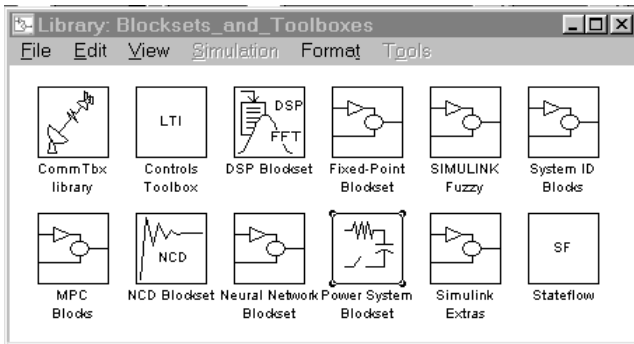 Library: Blocksets_and_Toolboxes
File Edit View Simulation Format Tools
LTI
DSP
FFT
CommTbx library
Controls Toolbox
DSP Blockset
Fixed-Point Blockset
SIMULINK Fuzzy
System ID Blocks
NCD
SF
MPC Blocks
NCD Blockset
Neural Network Blockset
Power System Blockset
Simulink Extras
Stateflow